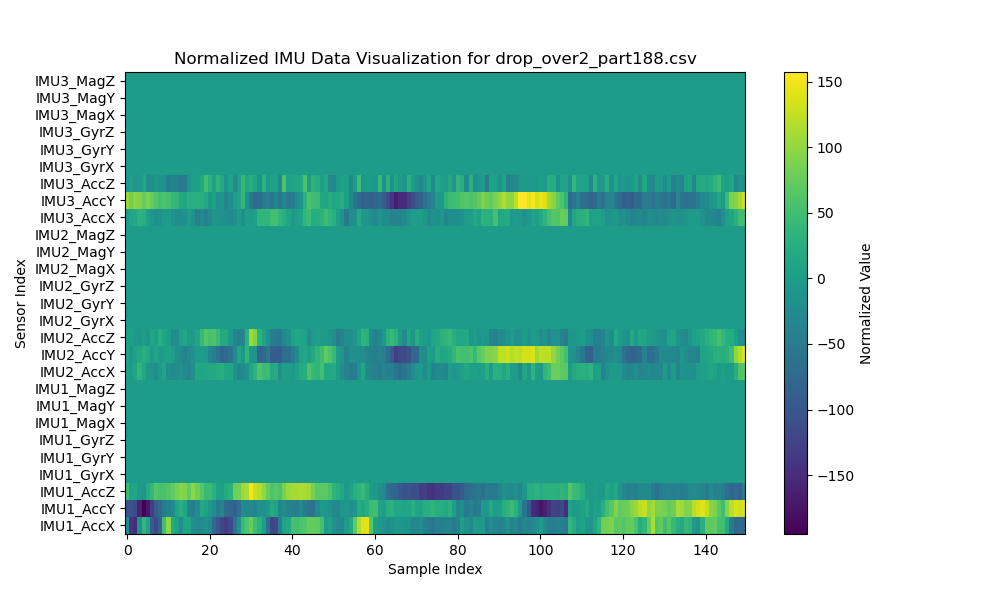 Normalized IMU Data Visualization for drop_over2_part188.csv
IMU3_MagZ
IMU3_MagY
IMU3_MagX
IMU3_GyrZ
IMU3_GyrY
IMU3_GyrX
IMU3_AccZ
IMU3_AccY
IMU3_AccX
IMU2_MagZ
IMU2_MagY
IMU2_MagX
IMU2_GyrZ
IMU2_GyrY
IMU2_GyrX
IMU2_AccZ
IMU2_AccY
IMU2_AccX
IMU1_MagZ
IMU1_MagY
IMU1_MagX
IMU1_GyrZ
IMU1_GyrY
IMU1_GyrX
IMU1_AccZ
IMU1_AccY
IMU1_AccX
Sensor Index
0 20 40 60 80 100 120 140
Sample Index
150
100
50
0
−50
−100
−150
Normalized Value